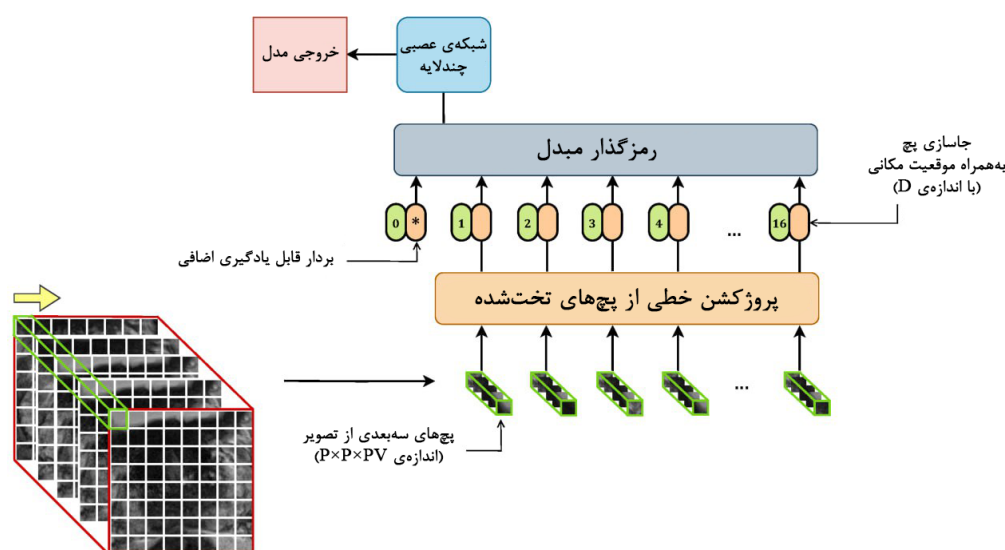 شبکه‌ی عصبی
چندلایه
خروجی مدل
رمزگذار مبدل
جاسازی پچ
به‌همراه موقعیت مکانی
(با اندازه‌ی D)
0 * 1 2 3 4 ... 16
بردار قابل یادگیری اضافی
پروژکشن خطی از پچ‌های تخت‌شده
...
پچ‌های سه‌بعدی از تصویر
(اندازه‌ی P×P×PV)